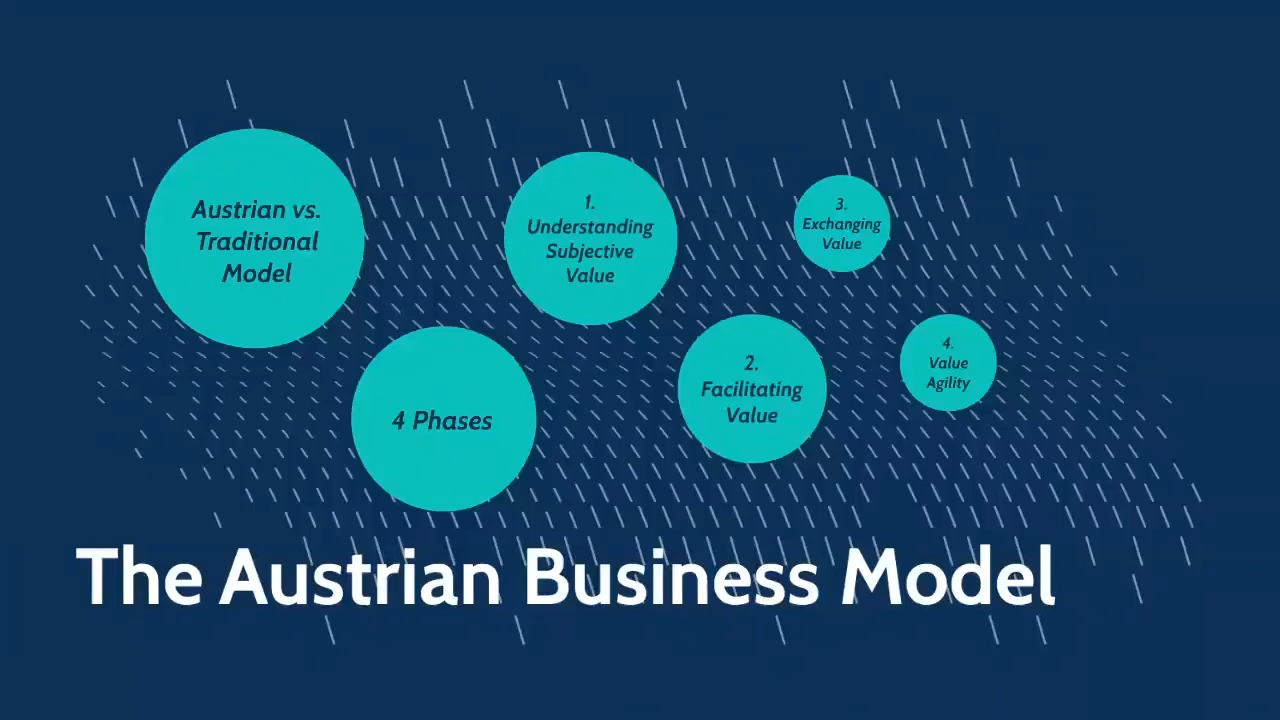 Austrian vs.
Traditional
Model
4 Phases
1.
Understanding
Subjective
Value
2.
Facilitating
Value
3.
Exchanging
Value
4.
Value
Agility
The Austrian Business Model